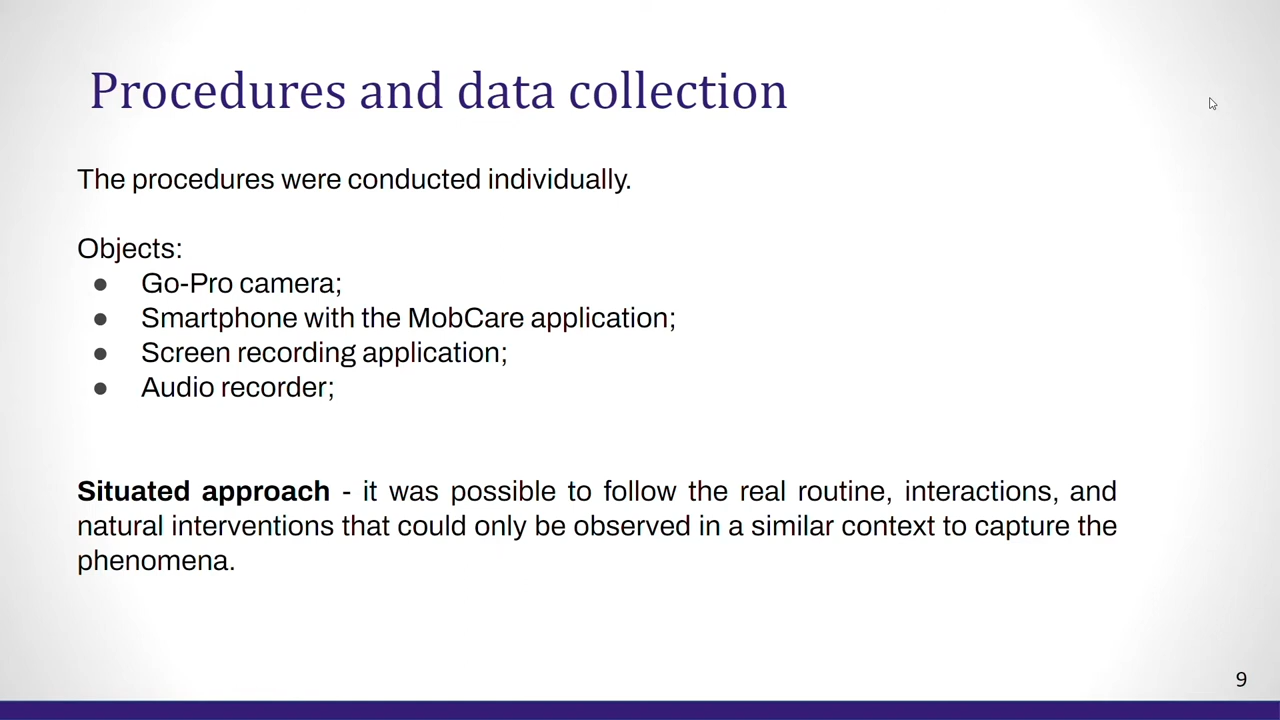 Procedures and data collection
The procedures were conducted individually.
Objects:
● Go-Pro camera;
● Smartphone with the MobCare application;
● Screen recording application;
● Audio recorder;
Situated approach - it was possible to follow the real routine, interactions, and
natural interventions that could only be observed in a similar context to capture the
phenomena.
9